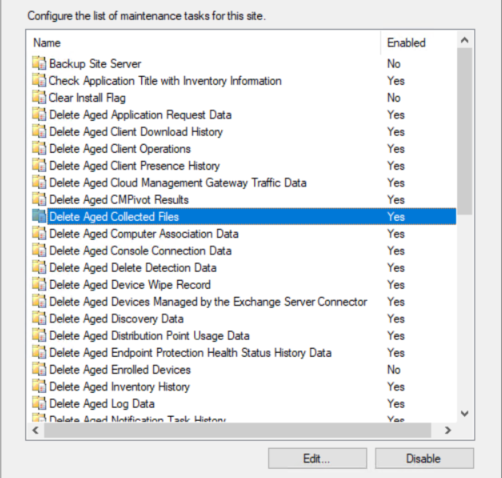 Configure the list of maintenance tasks for this site.
Name Enabled
Backup Site Server No
Check Application Title with Inventory Information Yes
Clear Install Flag No
Delete Aged Application Request Data Yes
Delete Aged Client Download History Yes
Delete Aged Client Operations Yes
Delete Aged Client Presence History Yes
Delete Aged Cloud Management Gateway Traffic Data Yes
Delete Aged CMPivot Results Yes
Delete Aged Collected Files Yes
Delete Aged Computer Association Data Yes
Delete Aged Console Connection Data Yes
Delete Aged Delete Detection Data Yes
Delete Aged Device Wipe Record Yes
Delete Aged Devices Managed by the Exchange Server Connector Yes
Delete Aged Discovery Data Yes
Delete Aged Distribution Point Usage Data Yes
Delete Aged Endpoint Protection Health Status History Data Yes
Delete Aged Enrolled Devices No
Delete Aged Inventory History Yes
Delete Aged Log Data Yes
Delete Aged Notification Task History Yes
Edit... Disable